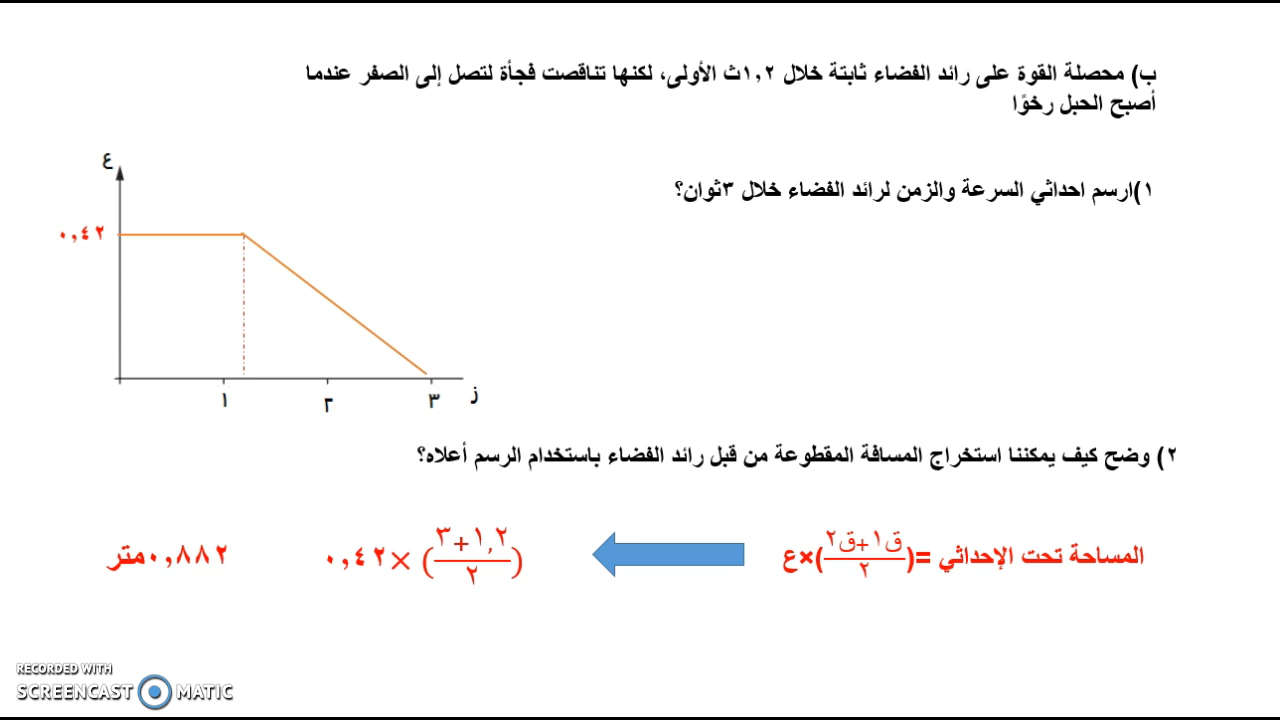 ب) محصلة القوة على رائد الفضاء ثابتة خلال ١,٢ث الأولى، لكنها تناقصت فجأة لتصل إلى الصفر عندما
أصبح الحبل رخوًا
١)ارسم احداثي السرعة والزمن لرائد الفضاء خلال ٣ثوان؟
ع
٠,٤٢
١
٢
٣
ز
٢) وضح كيف يمكننا استخراج المسافة المقطوعة من قبل رائد الفضاء باستخدام الرسم أعلاه؟
المساحة تحت الإحداثي =(ق١+ق٢/٢)×ع
(١,٢+٣/٢) ×٠,٤٢
٠,٨٨٢متر
RECORDED WITH
SCREENCAST MATIC